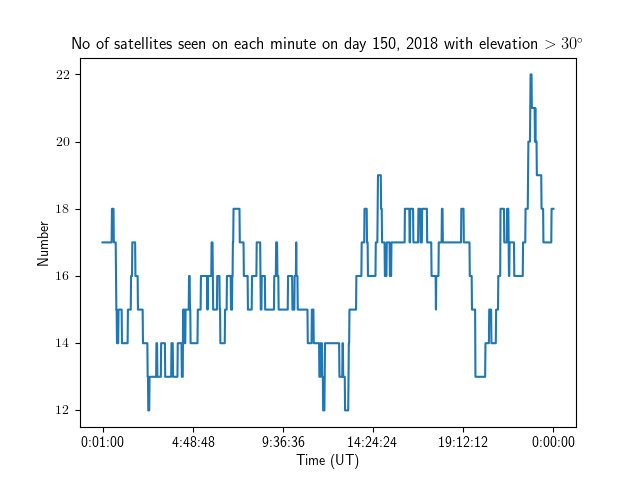 No of satellites seen on each minute on day 150, 2018 with elevation > 30°
22
20
18
16
14
12
Number
0:01:00 4:48:48 9:36:36 14:24:24 19:12:12 0:00:00
Time (UT)